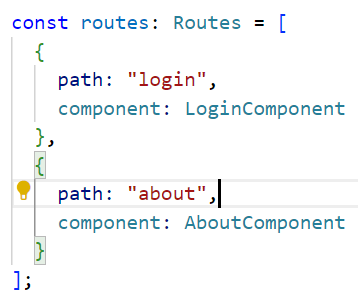 const routes: Routes = [
  {
    path: "login",
    component: LoginComponent
  },
  {
    path: "about",
    component: AboutComponent
  }
];